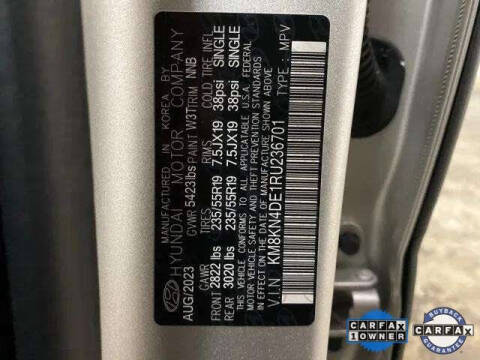 HYUNDAI MOTOR COMPANY
MADE IN KOREA BY
AUG/2023 GVWR 5423lbs PAINT W3T TRIM NNB
GAWR TIRES RIMS COLD TIRE INFL
FRONT 2822 lbs 235/55R19 7.5JX19 38psi SINGLE
REAR 3020 lbs 235/55R19 7.5JX19 38psi SINGLE
THIS VEHICLE CONFORMS TO ALL APPLICABLE U.S.A. FEDERAL
MOTOR VEHICLE SAFETY AND THEFT PREVENTION STANDARDS
IN EFFECT ON THE DATE OF MANUFACTURE SHOWN ABOVE
VIN : KM8KN4DE1RU236701 TYPE : MPV
CARFAX
1 OWNER
BUYBACK
CARFAX
GUARANTEE